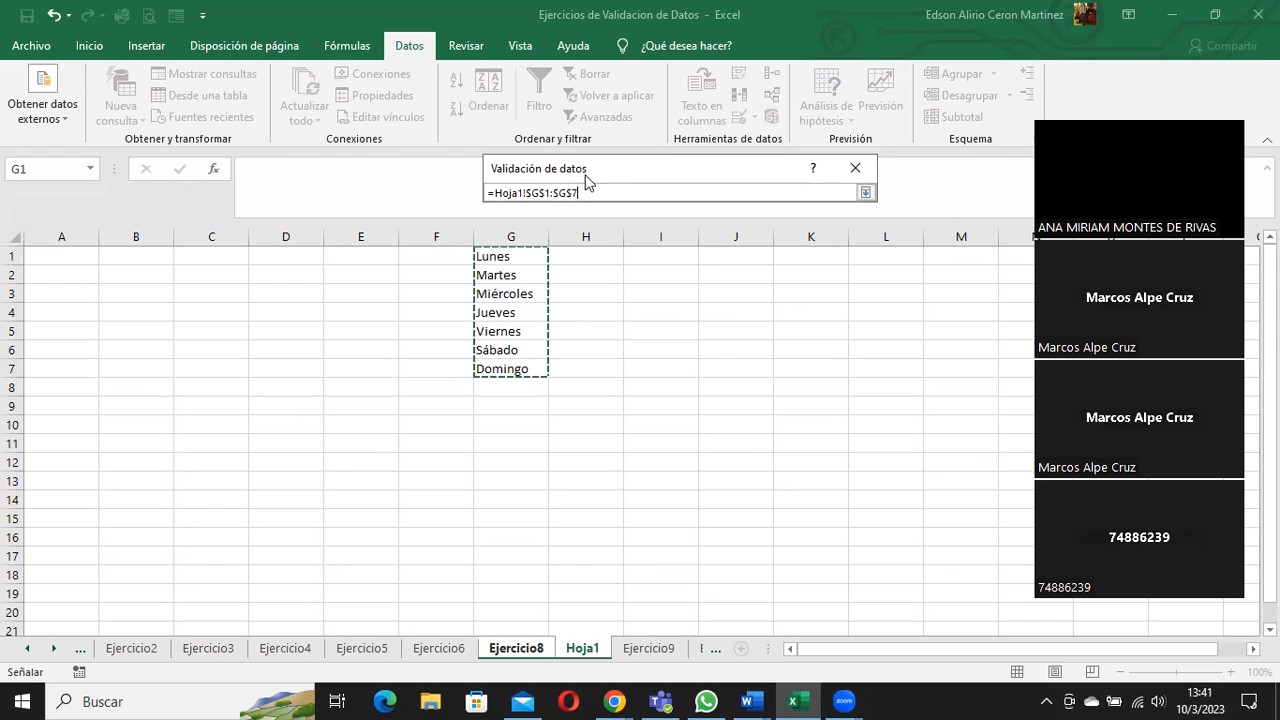 Ejercicios de Validacion de Datos - Excel
Edson Alirio Ceron Martinez
Archivo Inicio Insertar Disposición de página Fórmulas Datos Revisar Vista Ayuda ¿Qué desea hacer? Compartir
Obtener datos externos
Nueva consulta
Mostrar consultas
Desde una tabla
Fuentes recientes
Obtener y transformar
Actualizar todo
Conexiones
Propiedades
Editar vínculos
Conexiones
Ordenar
Filtro
Borrar
Volver a aplicar
Avanzadas
Ordenar y filtrar
Texto en columnas
Herramientas de datos
Análisis de hipótesis
Previsión
Previsión
Agrupar
Desagrupar
Subtotal
Esquema
G1
fx
Validación de datos ?
=Hoja1!$G$1:$G$7
A B C D E F G H I J K L M
1 Lunes
2 Martes
3 Miércoles
4 Jueves
5 Viernes
6 Sábado
7 Domingo
8
9
10
11
12
13
14
15
16
17
18
19
20
21
ANA MIRIAM MONTES DE RIVAS
Marcos Alpe Cruz
Marcos Alpe Cruz
Marcos Alpe Cruz
Marcos Alpe Cruz
74886239
74886239
... Ejercicio2 Ejercicio3 Ejercicio4 Ejercicio5 Ejercicio6 Ejercicio8 Hoja1 Ejercicio9 ...
Señalar
100%
Buscar
zoom
13:41
10/3/2023